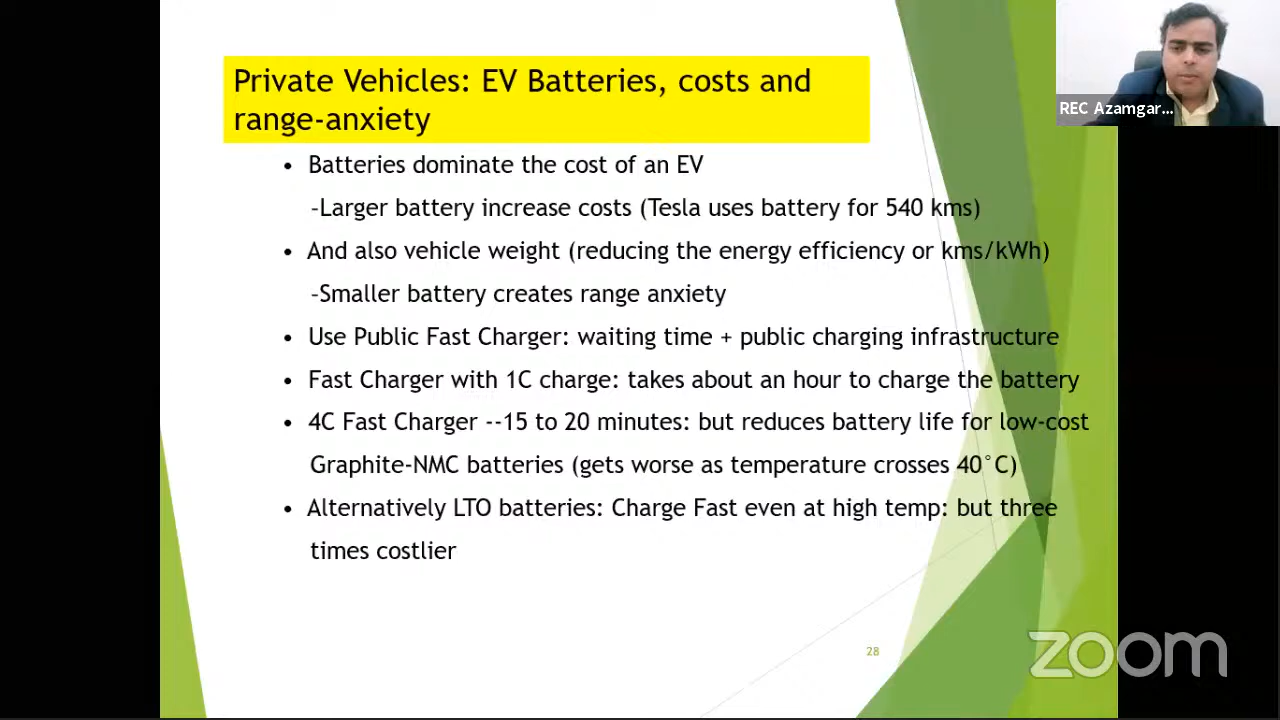 Private Vehicles: EV Batteries, costs and
range-anxiety
• Batteries dominate the cost of an EV
–Larger battery increase costs (Tesla uses battery for 540 kms)
• And also vehicle weight (reducing the energy efficiency or kms/kWh)
–Smaller battery creates range anxiety
• Use Public Fast Charger: waiting time + public charging infrastructure
• Fast Charger with 1C charge: takes about an hour to charge the battery
• 4C Fast Charger --15 to 20 minutes: but reduces battery life for low-cost
Graphite-NMC batteries (gets worse as temperature crosses 40°C)
• Alternatively LTO batteries: Charge Fast even at high temp: but three
times costlier
28
REC Azamgar...
zoom